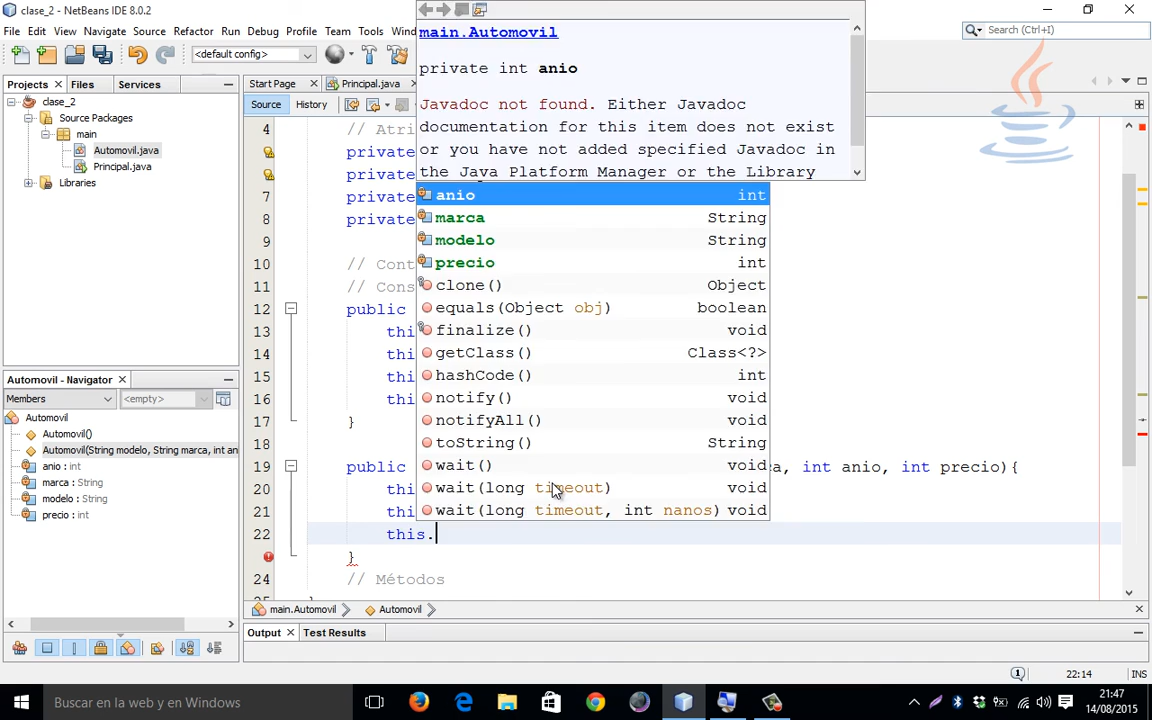 clase_2 - NetBeans IDE 8.0.2
File Edit View Navigate Source Refactor Run Debug Profile Team Tools Wind
Search (Ctrl+I)
<default config>
Projects Files Services
Start Page Principal.java
Source History
clase_2
Source Packages
main
Automovil.java
Principal.java
Libraries
main.Automovil
private int anio
Javadoc not found. Either Javadoc
documentation for this item does not exist
or you have not added specified Javadoc in
the Java Platform Manager or the Library
4 // Atri
private
private
7 private
8 private
9
10 // Cont
11 // Cons
12 public
13 thi
14 thi
15 thi
16 thi
17 }
18
19 public a, int anio, int precio){
20 thi
21 thi
22 this.
}
24 // Métodos
anio int
marca String
modelo String
precio int
clone() Object
equals(Object obj) boolean
finalize() void
getClass() Class<?>
hashCode() int
notify() void
notifyAll() void
toString() String
wait() void
wait(long timeout) void
wait(long timeout, int nanos) void
Automovil - Navigator
Members <empty>
Automovil
Automovil()
Automovil(String modelo, String marca, int an
anio : int
marca : String
modelo : String
precio : int
main.Automovil Automovil
Output Test Results
1 22:14 INS
Buscar en la web y en Windows
21:47
14/08/2015